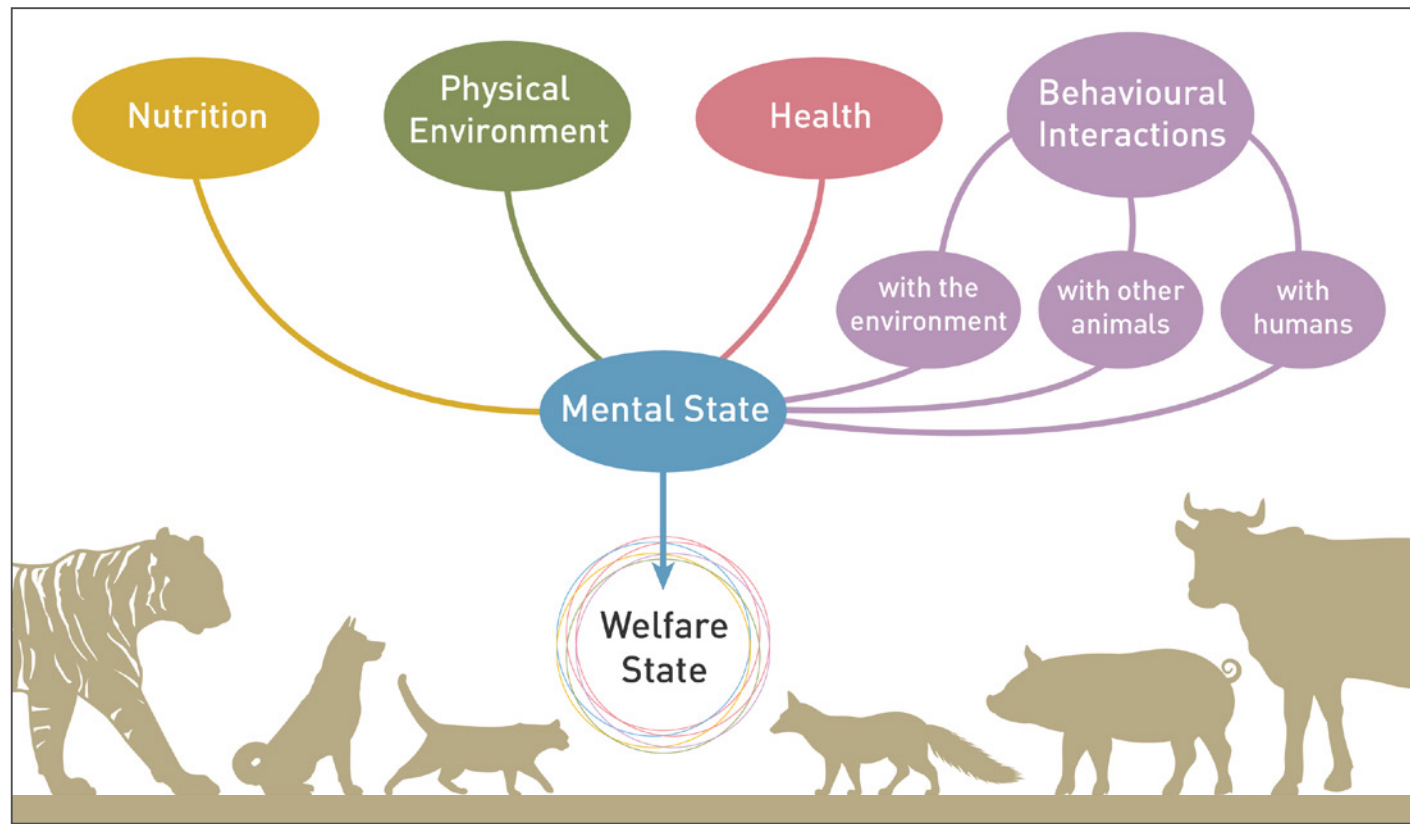 Nutrition
Physical
Environment
Health
Behavioural
Interactions
with the
environment
with other
animals
with
humans
Mental State
Welfare
State